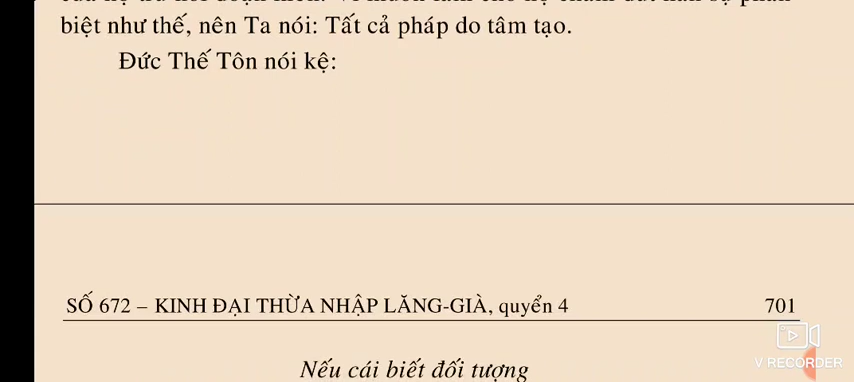 biệt như thế, nên Ta nói: Tất cả pháp do tâm tạo.
Đức Thế Tôn nói kệ:
SỐ 672 – KINH ĐẠI THỪA NHẬP LĂNG-GIÀ, quyển 4 701
V RECORDER
Nếu cái biết đối tượng